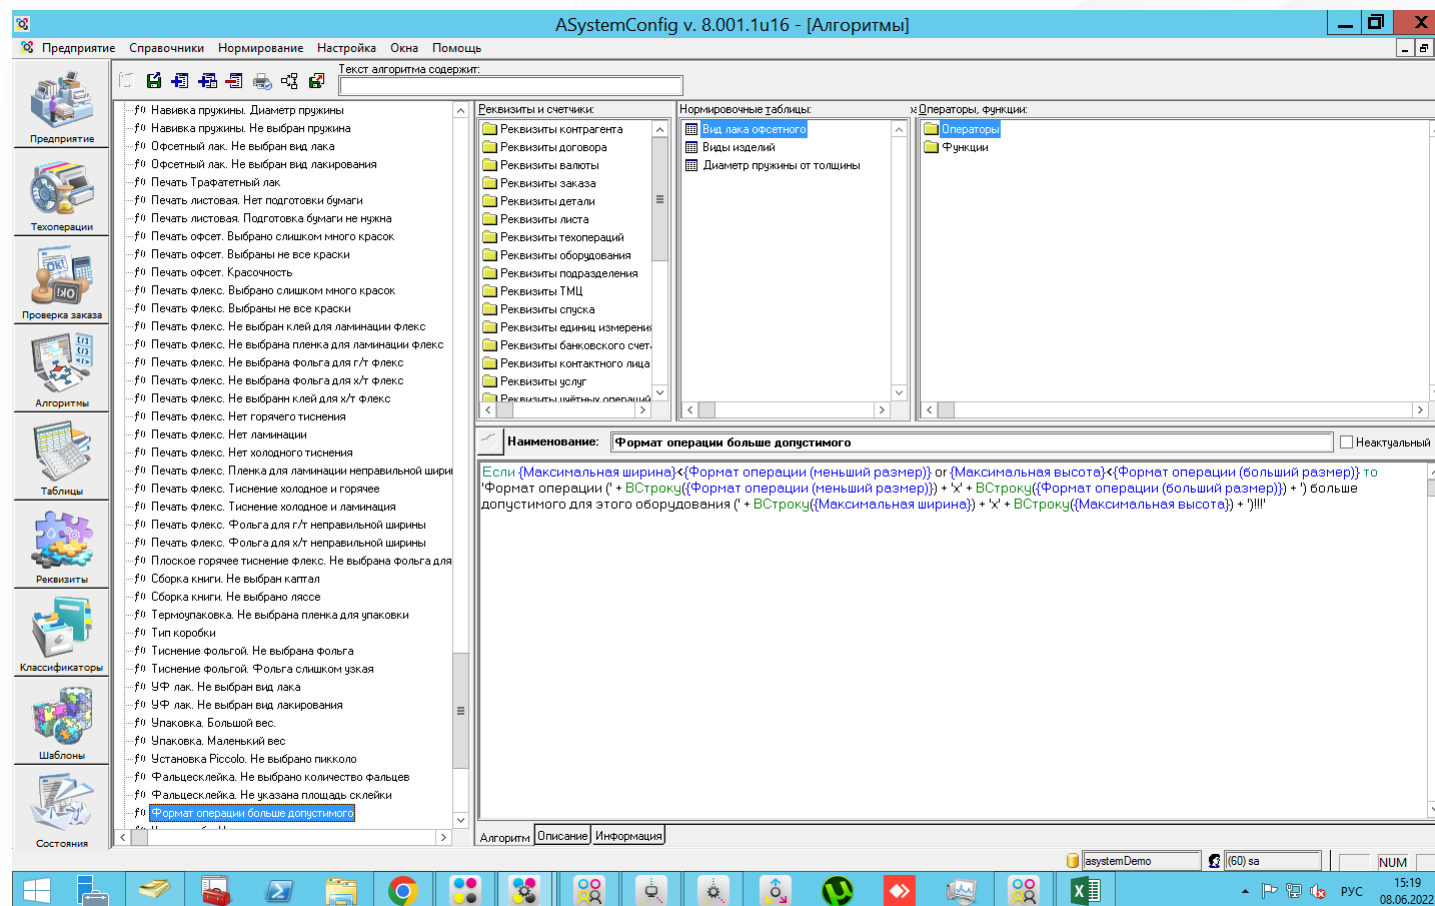 ASystemConfig v. 8.001.1u16 - [Алгоритмы]
Предприятие Справочники Нормирование Настройка Окна Помощь
Текст алгоритма содержит:
Предприятие
Техоперации
Проверка заказа
Алгоритмы
Таблицы
Реквизиты
Классификаторы
Шаблоны
Состояния
Навивка пружины. Диаметр пружины
Навивка пружины. Не выбран пружина
Офсетный лак. Не выбран вид лака
Офсетный лак. Не выбран вид лакирования
Печать Трафатетный лак
Печать листовая. Нет подготовки бумаги
Печать листовая. Подготовка бумаги не нужна
Печать офсет. Выбрано слишком много красок
Печать офсет. Выбраны не все краски
Печать офсет. Красочность
Печать флекс. Выбрано слишком много красок
Печать флекс. Выбраны не все краски
Печать флекс. Не выбран клей для ламинации флекс
Печать флекс. Не выбрана пленка для ламинации флекс
Печать флекс. Не выбрана фольга для г/т флекс
Печать флекс. Не выбрана фольга для х/т флекс
Печать флекс. Не выбранн клей для х/т флекс
Печать флекс. Нет горячего тиснения
Печать флекс. Нет ламинации
Печать флекс. Нет холодного тиснения
Печать флекс. Пленка для ламинации неправильной шири
Печать флекс. Тиснение холодное и горячее
Печать флекс. Тиснение холодное и ламинация
Печать флекс. Фольга для г/т неправильной ширины
Печать флекс. Фольга для х/т неправильной ширины
Плоское горячее тиснение флекс. Не выбрана фольга для
Сборка книги. Не выбран каптал
Сборка книги. Не выбрано ляссе
Термоупаковка. Не выбрана пленка для упаковки
Тип коробки
Тиснение фольгой. Не выбрана фольга
Тиснение фольгой. Фольга слишком узкая
УФ лак. Не выбран вид лака
УФ лак. Не выбран вид лакирования
Упаковка. Большой вес.
Упаковка. Маленький вес
Установка Piccolo. Не выбрано пикколо
Фальцесклейка. Не выбрано количество фальцев
Фальцесклейка. Не указана площадь склейки
Формат операции больше допустимого
Реквизиты и счетчики:
Реквизиты контрагента
Реквизиты договора
Реквизиты валюты
Реквизиты заказа
Реквизиты детали
Реквизиты листа
Реквизиты техопераций
Реквизиты оборудования
Реквизиты подразделения
Реквизиты ТМЦ
Реквизиты спуска
Реквизиты единиц измерения
Реквизиты банковского счет
Реквизиты контактного лица
Реквизиты услуг
Реквизиты учётных операций
Нормировочные таблицы:
Вид лака офсетного
Виды изделий
Диаметр пружины от толщины
Операторы, функции:
Операторы
Функции
Наименование: Формат операции больше допустимого
Неактуальный
Если {Максимальная ширина}<{Формат операции (меньший размер)} or {Максимальная высота}<{Формат операции (больший размер)} то
'Формат операции (' + ВСтроку({Формат операции (меньший размер)}) + 'x' + ВСтроку({Формат операции (больший размер)}) + ') больше
допустимого для этого оборудования (' + ВСтроку({Максимальная ширина}) + 'x' + ВСтроку({Максимальная высота}) + ')!!!'
Алгоритм Описание Информация
asystemDemo (60) sa NUM
РУС
15:19
08.06.2022